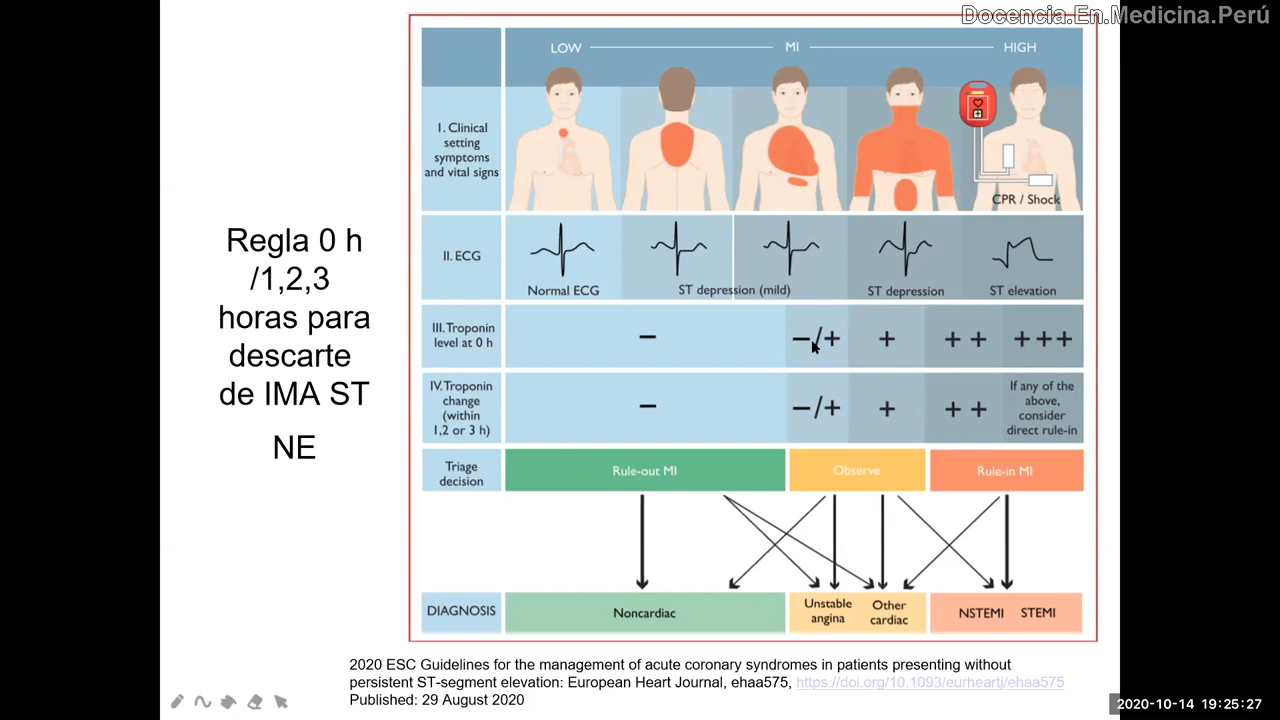 Docencia.En.Medicina.Perú
Regla 0 h
/1,2,3
horas para
descarte
de IMA ST
NE
LOW
MI
HIGH
I. Clinical
setting
symptoms
and vital signs
CPR / Shock
II. ECG
Normal ECG
ST depression (mild)
ST depression
ST elevation
III. Troponin
level at 0 h
− −/+ + + + + + +
IV. Troponin
change
(within
1,2 or 3 h)
− −/+ + + +
If any of the
above,
consider
direct rule-in
Triage
decision
Rule-out MI
Observe
Rule-in MI
DIAGNOSIS
Noncardiac
Unstable
angina
Other
cardiac
NSTEMI STEMI
2020 ESC Guidelines for the management of acute coronary syndromes in patients presenting without
persistent ST-segment elevation: European Heart Journal, ehaa575, https://doi.org/10.1093/eurheartj/ehaa575
Published: 29 August 2020
2020-10-14 19:25:27